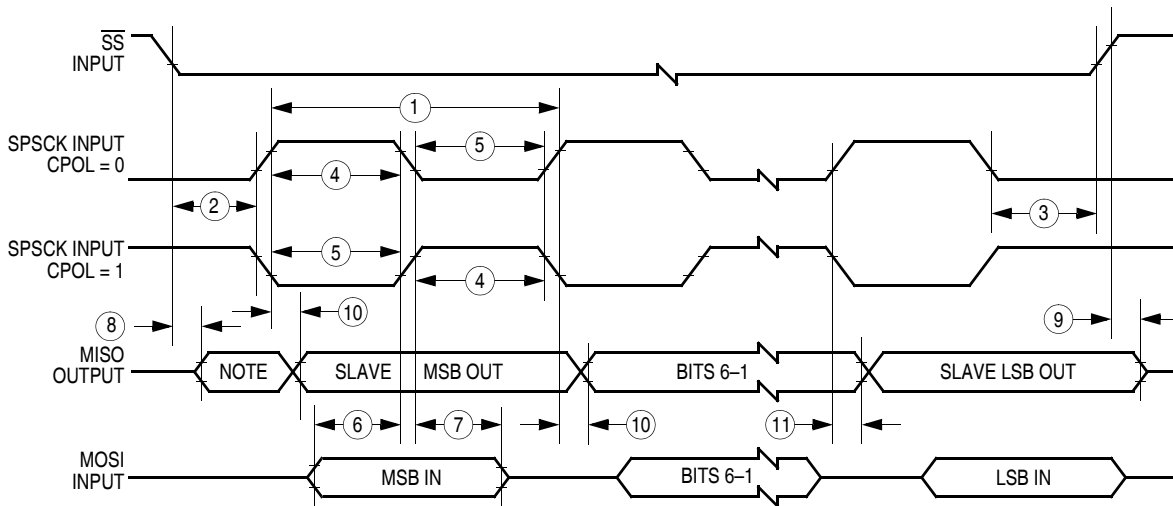 SS
INPUT
1
SPSCK INPUT
CPOL = 0
5
4
2
3
SPSCK INPUT
CPOL = 1
5
4
8
10
9
MISO
OUTPUT
NOTE
SLAVE MSB OUT
BITS 6–1
SLAVE LSB OUT
6
7
10
11
MOSI
INPUT
MSB IN
BITS 6–1
LSB IN